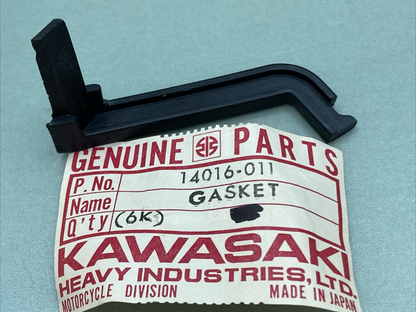 GENUINE PARTS
P. No. 14016-011
Name GASKET
Q'ty (6K)
KAWASAKI
HEAVY INDUSTRIES, LTD.
MOTORCYCLE DIVISION MADE IN JAPAN